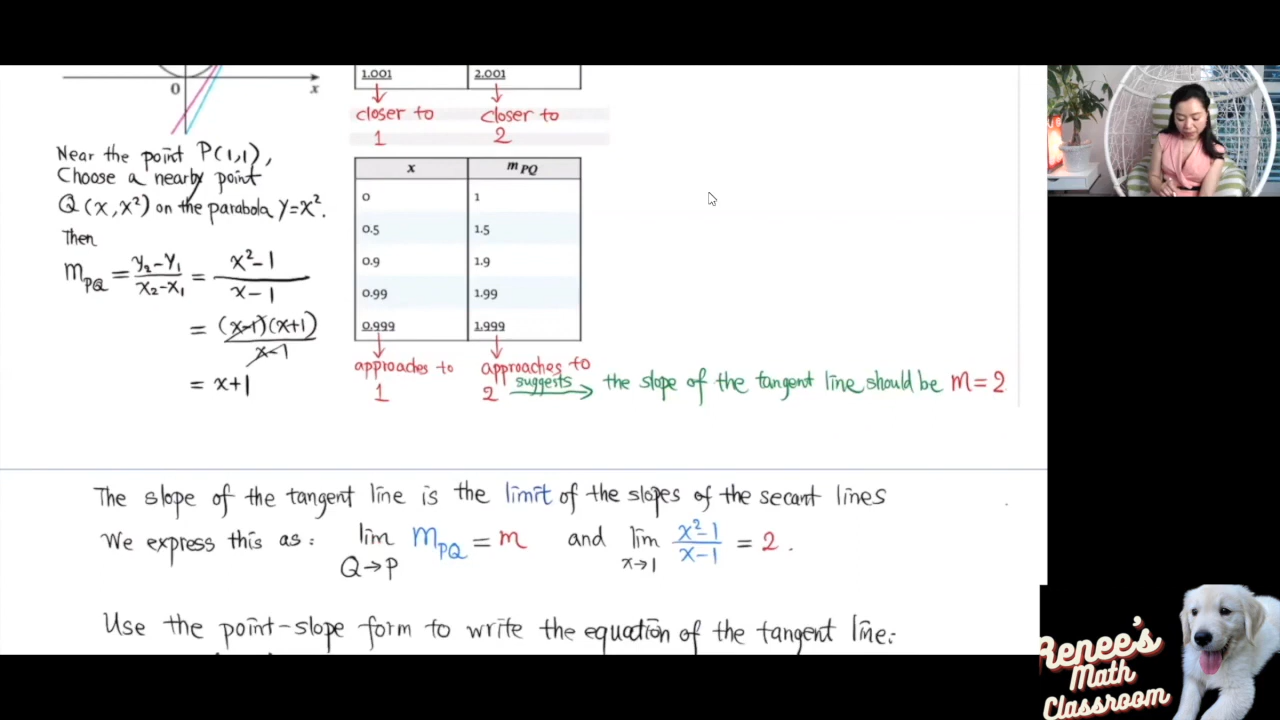 0
x
1.001 2.001
closer to closer to
1 2
Near the point P(1,1),
Choose a nearby point
Q(x,x²) on the parabola y=x².
Then
m_PQ = y₂-y₁/x₂-x₁ = x²-1/x-1
= (x-1)(x+1)/x-1
= x+1
x m_PQ
0 1
0.5 1.5
0.9 1.9
0.99 1.99
0.999 1.999
approaches to approaches to
1 2 suggests the slope of the tangent line should be m=2
The slope of the tangent line is the limit of the slopes of the secant lines
We express this as: lim Q→P m_PQ = m and lim x→1 x²-1/x-1 = 2.
Use the point-slope form to write the equation of the tangent line:
Renee's
Math
Classroom